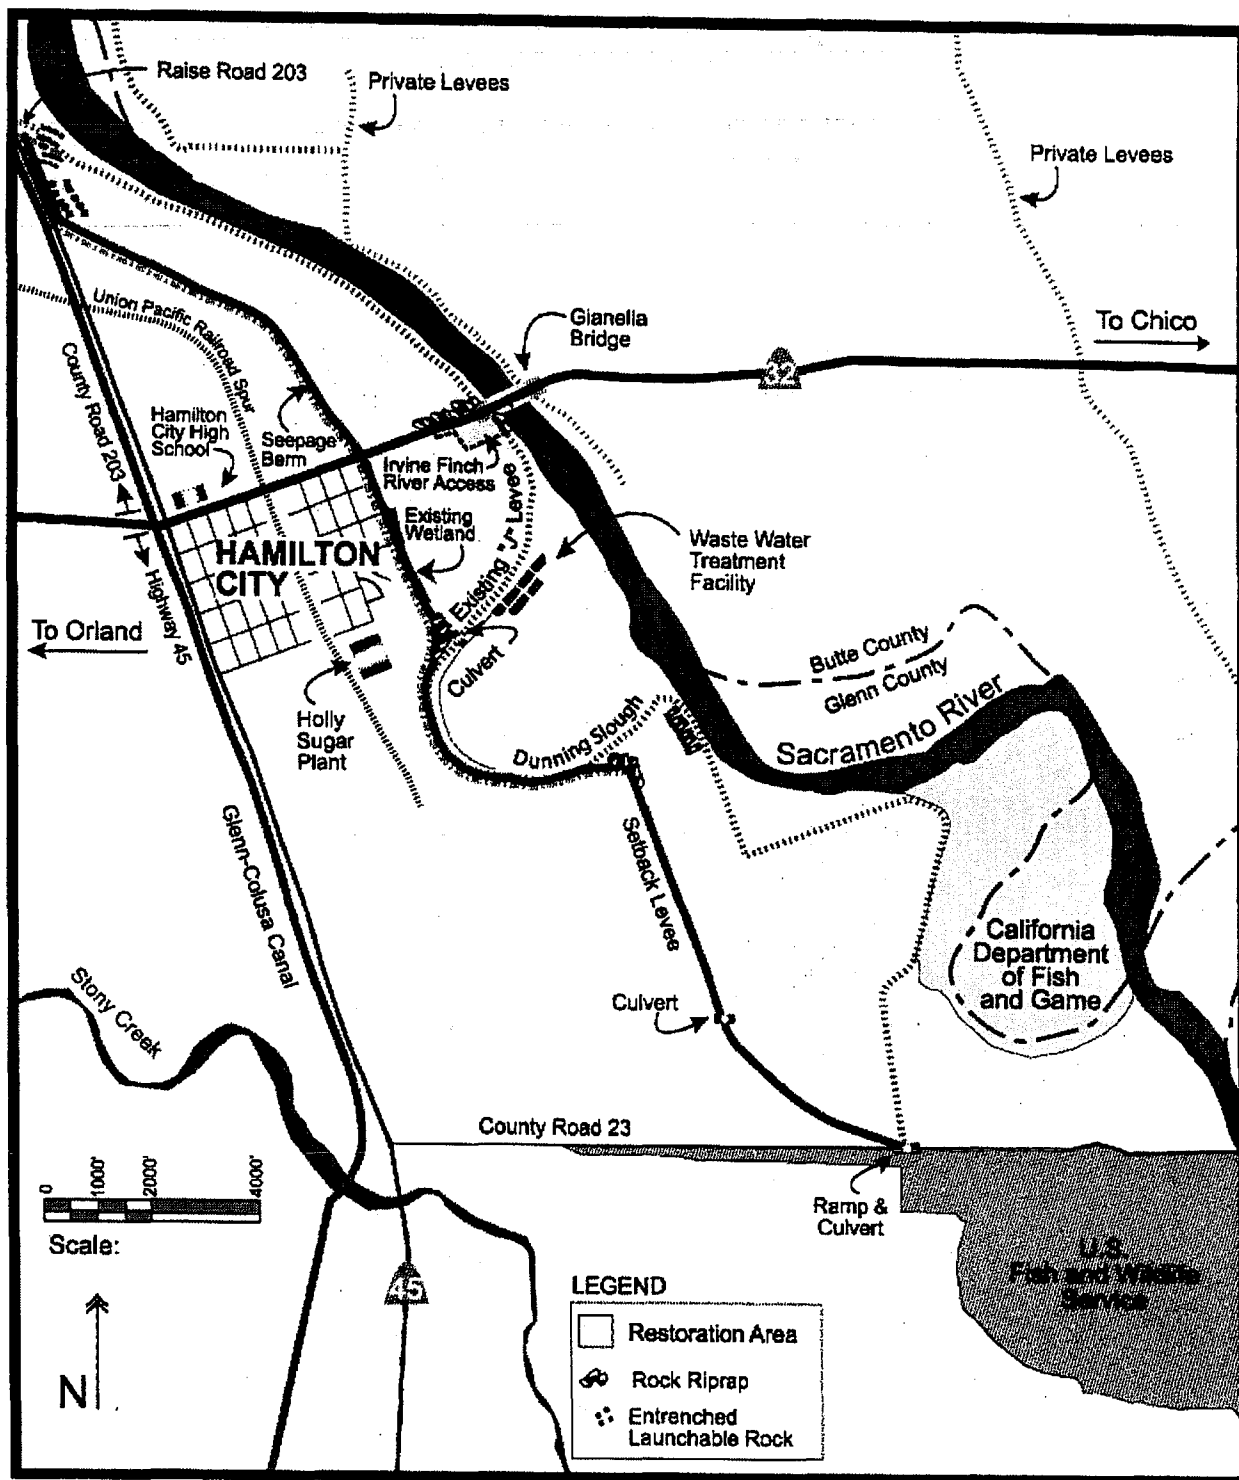 Raise Road 203
Private Levees
Private Levees
Gianella
Bridge
To Chico
32
Union Pacific Railroad Spur
County Road 203
Hamilton
City High
School
Seepage
Berm
Irvine Finch
River Access
Existing "J" Levee
Existing
Wetland
Waste Water
Treatment
Facility
HAMILTON
CITY
Highway 45
To Orland
Culvert
Butte County
Glenn County
Sacramento River
Holly
Sugar
Plant
Dunning Slough
Setback Levee
Glenn-Colusa Canal
California
Department
of Fish
and Game
Stony Creek
Culvert
County Road 23
0 1000' 2000' 4000'
Scale:
Ramp &
Culvert
U.S.
Fish and Wildlife
Service
45
N
LEGEND
Restoration Area
Rock Riprap
Entrenched
Launchable Rock